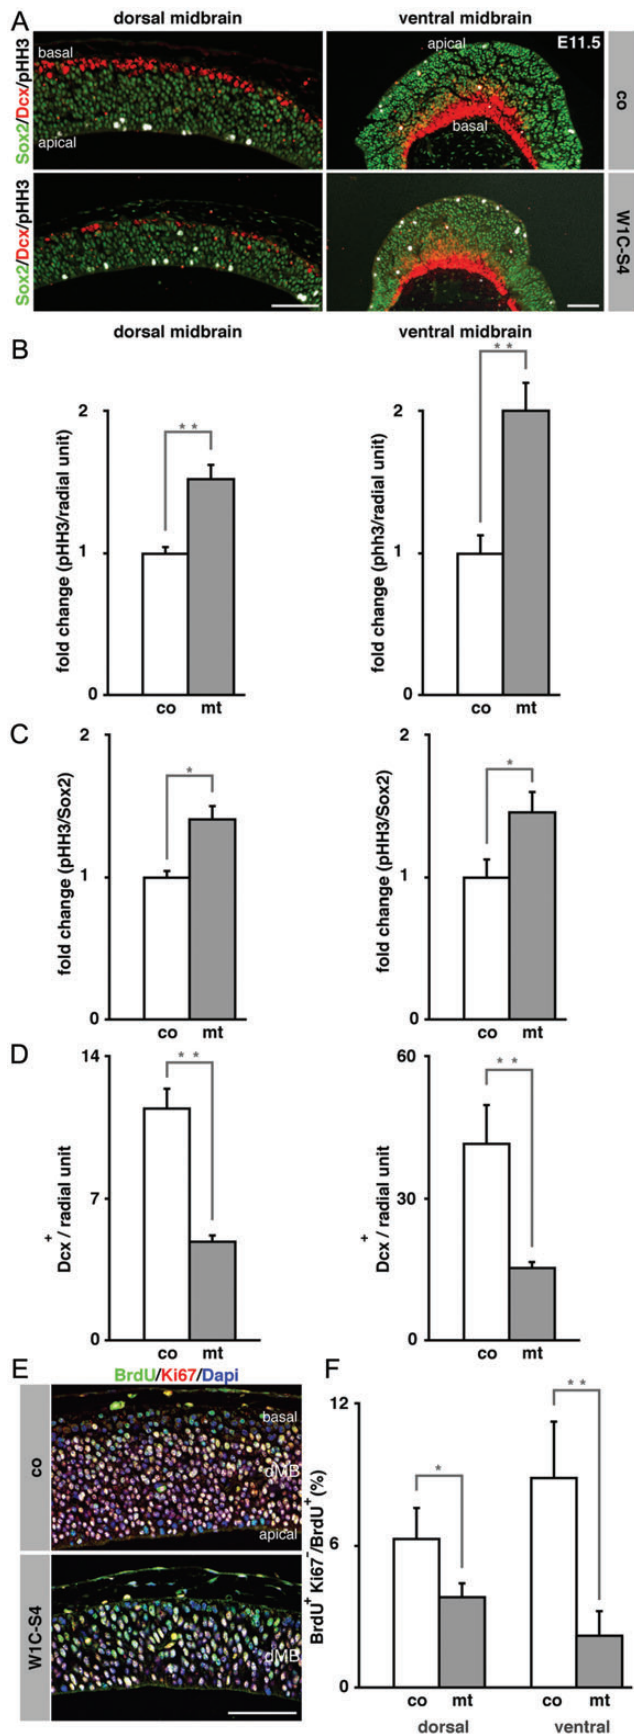 A
dorsal midbrain
ventral midbrain
Sox2/Dcx/pHH3
basal
apical
apical
E11.5
basal
co
Sox2/Dcx/pHH3
W1C-S4
dorsal midbrain
ventral midbrain
B
fold change (pHH3/radial unit)
2
1
0
**
co mt
fold change (phh3/radial unit)
2
1
0
**
co mt
C
fold change (pHH3/Sox2)
2
1
0
*
co mt
fold change (pHH3/Sox2)
2
1
0
*
co mt
D
Dcx+ / radial unit
14
7
0
**
co mt
Dcx+ / radial unit
60
30
0
**
co mt
E
BrdU/Ki67/Dapi
co
basal
dMB
apical
W1C-S4
dMB
F
BrdU+ Ki67-/BrdU+ (%)
12
6
0
*
**
co mt co mt
dorsal ventral